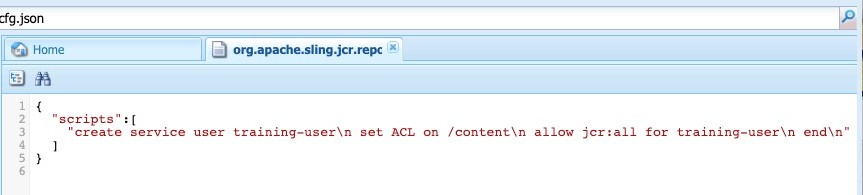 cfg.json
Home
org.apache.sling.jcr.repo
1 {
2 "scripts":[
3 "create service user training-user\n set ACL on /content\n allow jcr:all for training-user\n end\n"
4 ]
5 }
6